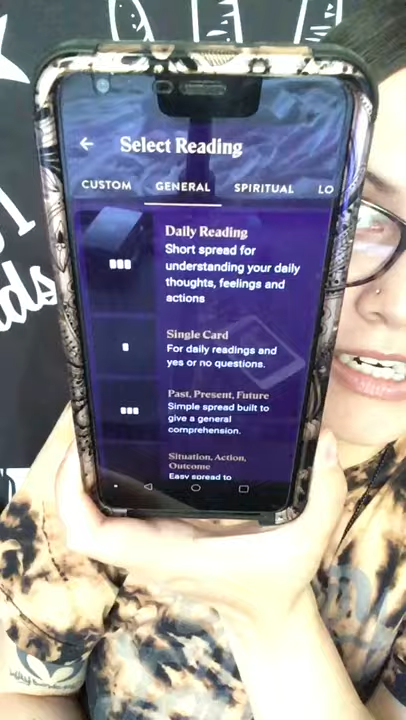 Select Reading
CUSTOM GENERAL SPIRITUAL LO
Daily Reading
Short spread for
understanding your daily
thoughts, feelings and
actions
Single Card
For daily readings and
yes or no questions.
Past, Present, Future
Simple spread built to
give a general
comprehension.
Situation, Action,
Outcome
Easy spread to